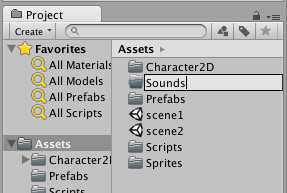 Project
Create
Favorites
All Materials
All Models
All Prefabs
All Scripts
Assets
Character2D
Prefabs
Scripts
Assets
Character2D
Sounds
Prefabs
scene1
scene2
Scripts
Sprites